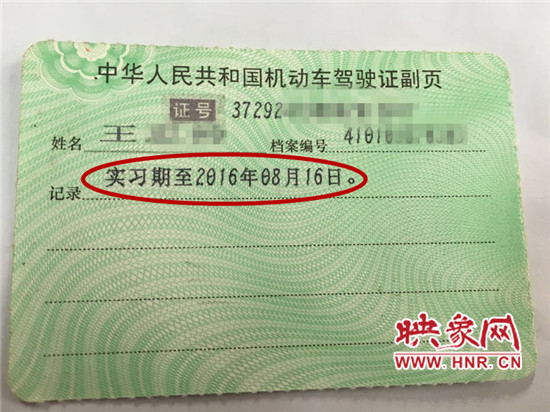 中华人民共和国机动车驾驶证副页
证号 37292
姓名 王 档案编号 4101
记录 实习期至2016年08月16日。
映象网
WWW.HNR.CN